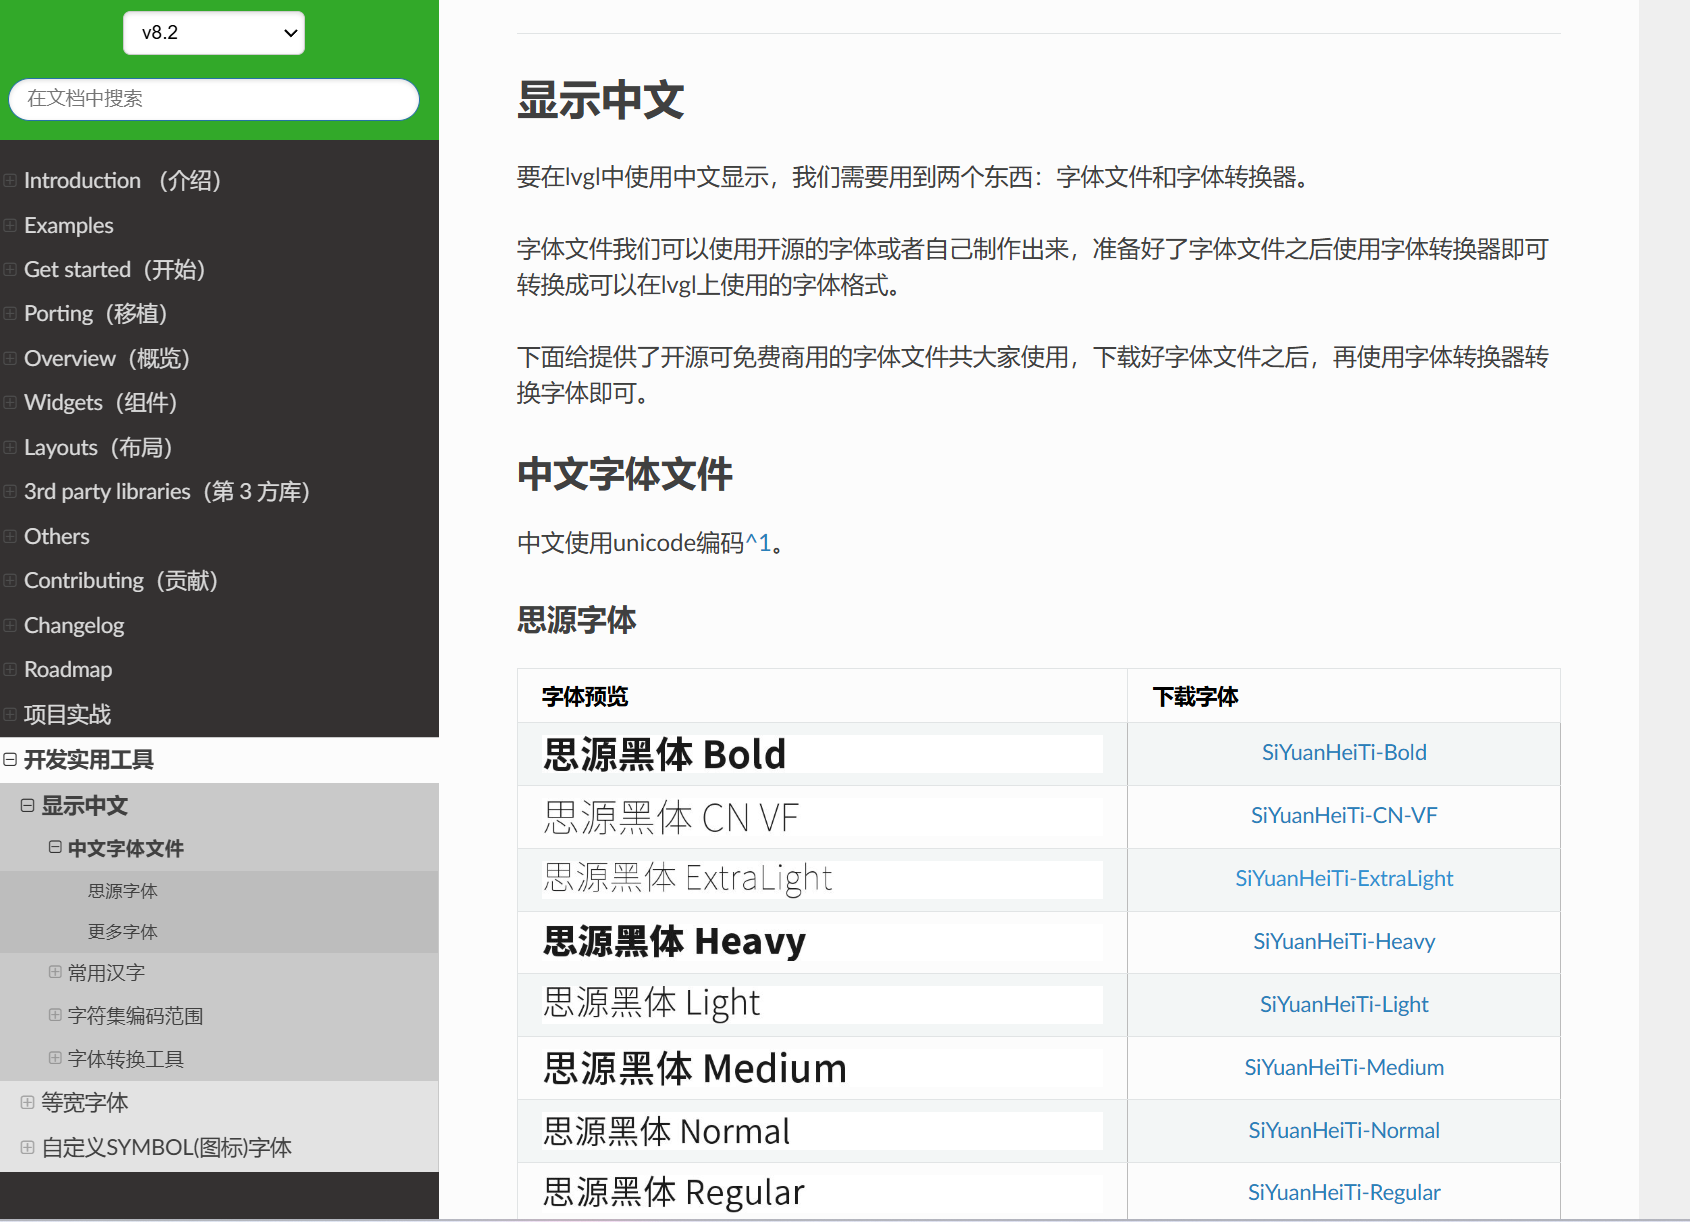 v8.2
在文档中搜索
Introduction （介绍）
Examples
Get started（开始）
Porting（移植）
Overview（概览）
Widgets（组件）
Layouts（布局）
3rd party libraries（第 3 方库）
Others
Contributing（贡献）
Changelog
Roadmap
项目实战
开发实用工具
显示中文
中文字体文件
思源字体
更多字体
常用汉字
字符集编码范围
字体转换工具
等宽字体
自定义SYMBOL(图标)字体
显示中文
要在lvgl中使用中文显示，我们需要用到两个东西：字体文件和字体转换器。
字体文件我们可以使用开源的字体或者自己制作出来，准备好了字体文件之后使用字体转换器即可
转换成可以在lvgl上使用的字体格式。
下面给提供了开源可免费商用的字体文件共大家使用，下载好字体文件之后，再使用字体转换器转
换字体即可。
中文字体文件
中文使用unicode编码^1。
思源字体
字体预览 下载字体
思源黑体 Bold SiYuanHeiTi-Bold
思源黑体 CN VF SiYuanHeiTi-CN-VF
思源黑体 ExtraLight SiYuanHeiTi-ExtraLight
思源黑体 Heavy SiYuanHeiTi-Heavy
思源黑体 Light SiYuanHeiTi-Light
思源黑体 Medium SiYuanHeiTi-Medium
思源黑体 Normal SiYuanHeiTi-Normal
思源黑体 Regular SiYuanHeiTi-Regular